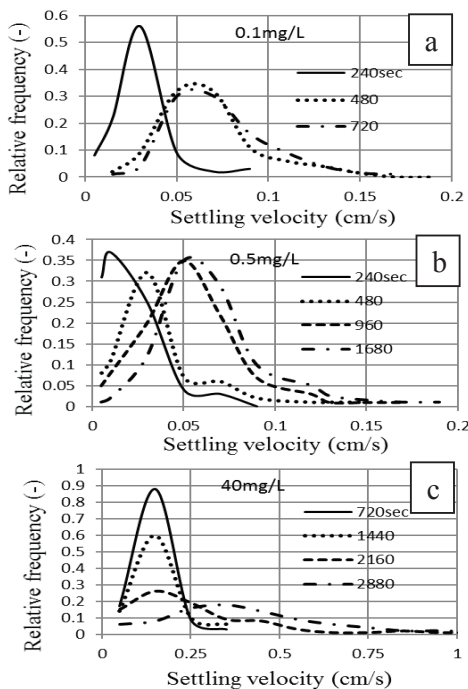 0.6
0.5
0.4
0.3
0.2
0.1
0
Relative frequency (-)
0.1mg/L
a
240sec
480
720
0 0.05 0.1 0.15 0.2
Settling velocity (cm/s)
0.4
0.35
0.3
0.25
0.2
0.15
0.1
0.05
0
Relative frequency (-)
0.5mg/L
b
240sec
480
960
1680
0 0.05 0.1 0.15 0.2
Settling velocity (cm/s)
1
0.9
0.8
0.7
0.6
0.5
0.4
0.3
0.2
0.1
0
Relative frequency (-)
40mg/L
c
720sec
1440
2160
2880
0 0.25 0.5 0.75 1
Settling velocity (cm/s)